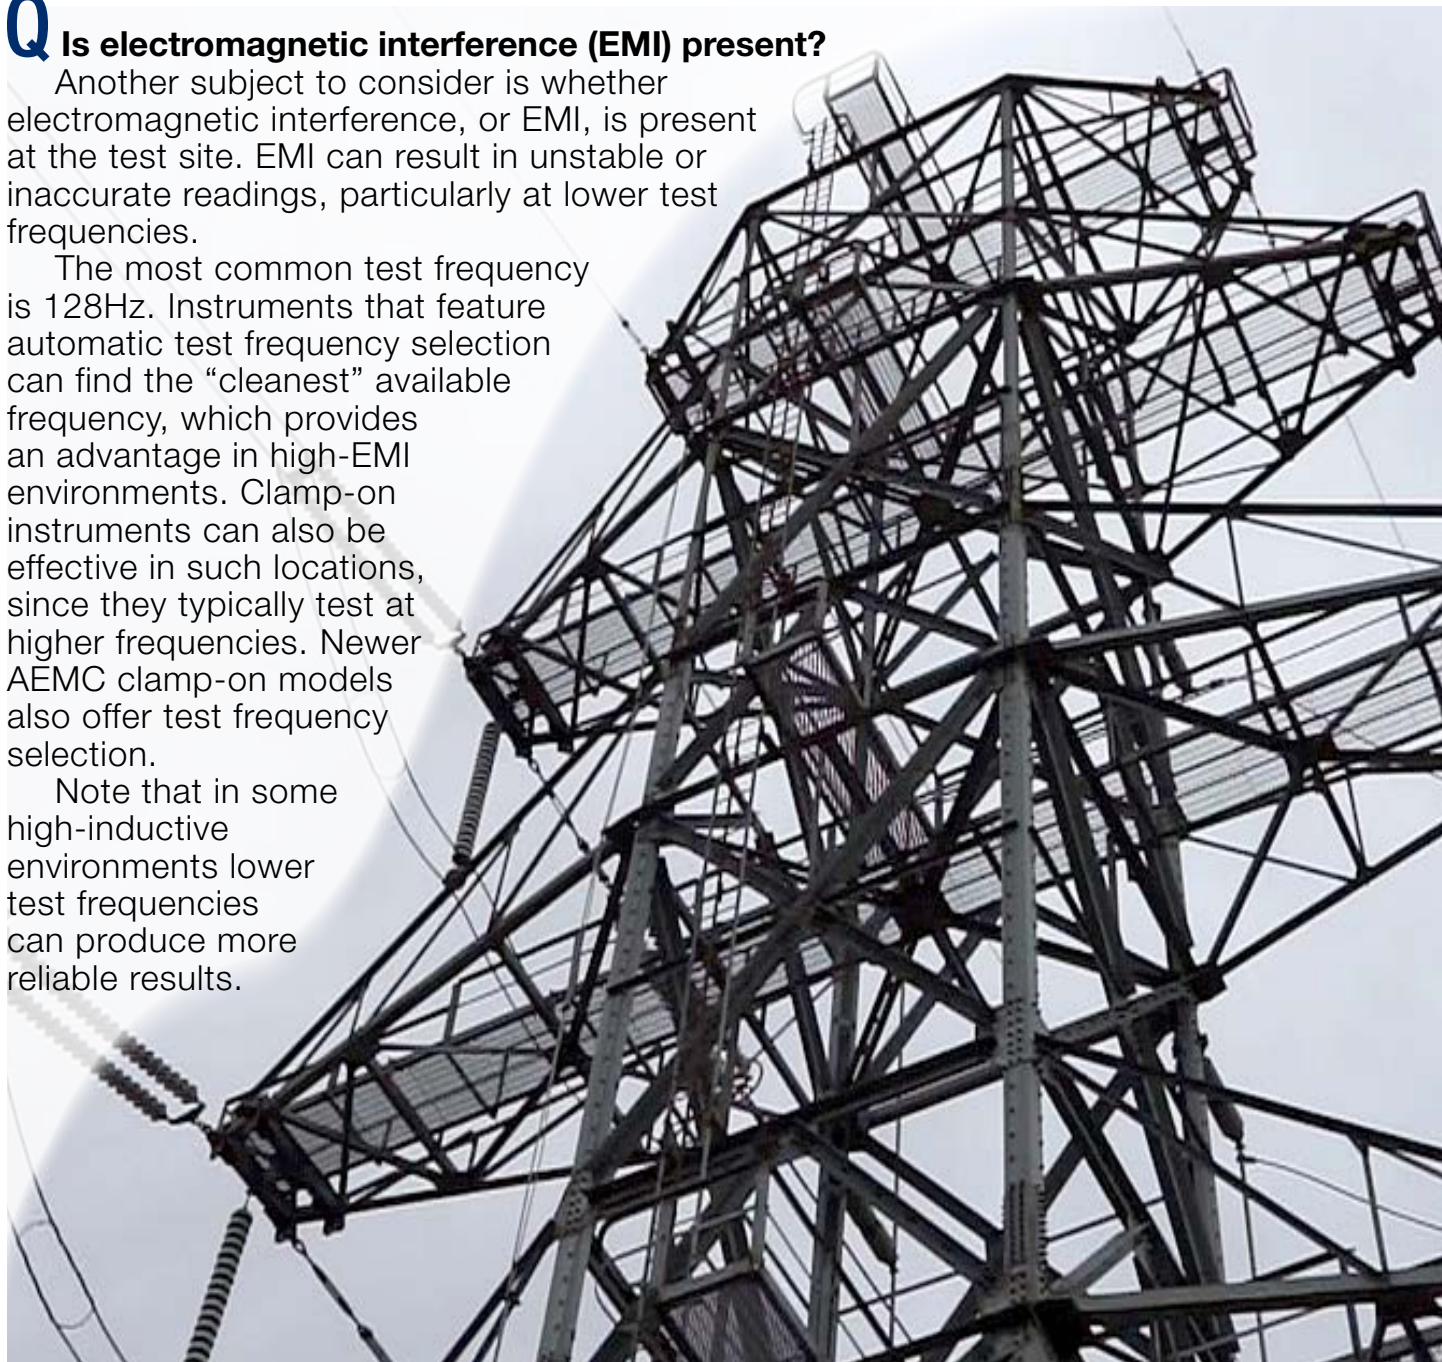 Q Is electromagnetic interference (EMI) present?
Another subject to consider is whether
electromagnetic interference, or EMI, is present
at the test site. EMI can result in unstable or
inaccurate readings, particularly at lower test
frequencies.
The most common test frequency
is 128Hz. Instruments that feature
automatic test frequency selection
can find the “cleanest” available
frequency, which provides
an advantage in high-EMI
environments. Clamp-on
instruments can also be
effective in such locations,
since they typically test at
higher frequencies. Newer
AEMC clamp-on models
also offer test frequency
selection.
Note that in some
high-inductive
environments lower
test frequencies
can produce more
reliable results.